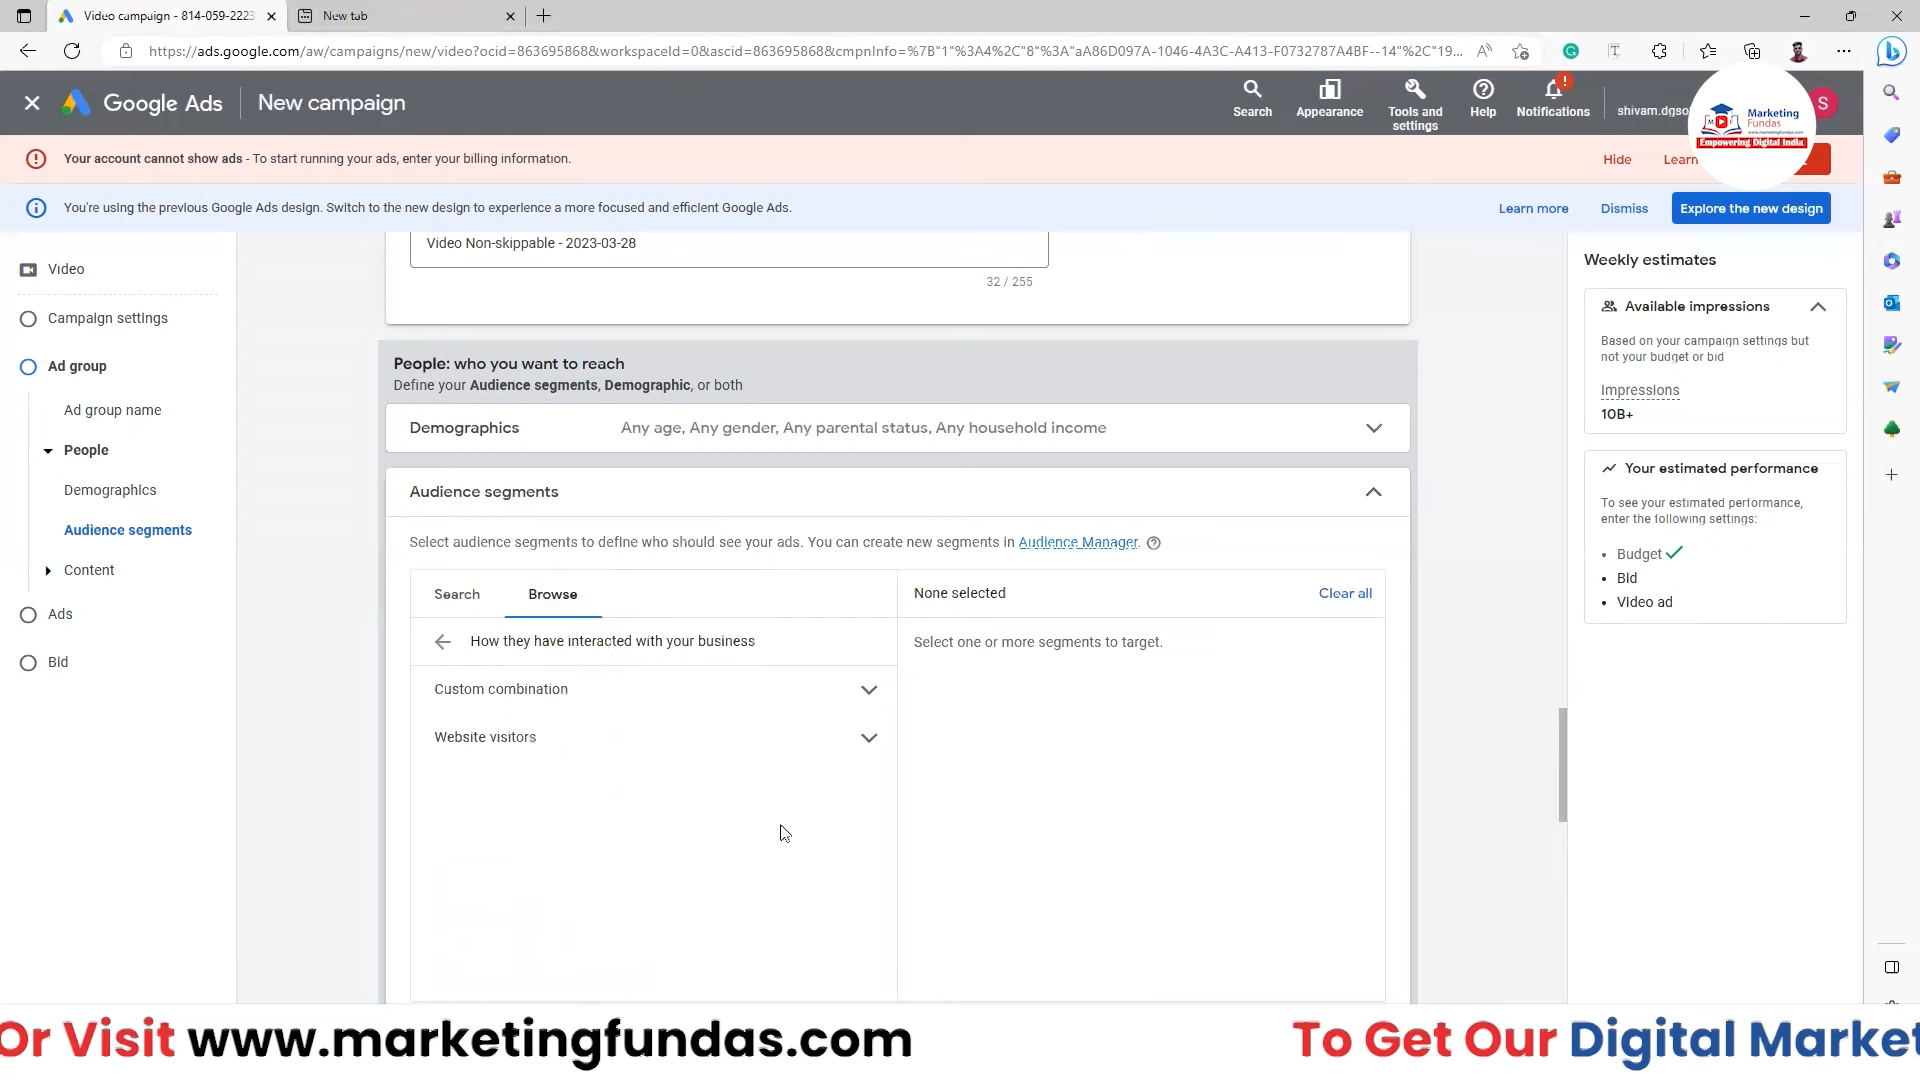 Video campaign - 814-059-2223
New tab
https://ads.google.com/aw/campaigns/new/video?ocid=863695868&workspaceId=0&ascid=863695868&cmpnInfo=%7B"1"%3A4%2C"8"%3A"aA86D097A-1046-4A3C-A413-F0732787A4BF--14"%2C"19...
Google Ads
New campaign
Search
Appearance
Tools and settings
Help
Notifications
shivam.dgso
S
Marketing
Fundas
www.marketingfundas.com
Empowering Digital India
Your account cannot show ads - To start running your ads, enter your billing information.
Hide
Learn
You're using the previous Google Ads design. Switch to the new design to experience a more focused and efficient Google Ads.
Learn more
Dismiss
Explore the new design
Video
Campaign settings
Ad group
Ad group name
People
Demographics
Audience segments
Content
Ads
Bid
Video Non-skippable - 2023-03-28
32 / 255
People: who you want to reach
Define your Audience segments, Demographic, or both
Demographics
Any age, Any gender, Any parental status, Any household income
Audience segments
Select audience segments to define who should see your ads. You can create new segments in Audience Manager.
Search
Browse
None selected
Clear all
How they have interacted with your business
Select one or more segments to target.
Custom combination
Website visitors
Weekly estimates
Available impressions
Based on your campaign settings but
not your budget or bid
Impressions
10B+
Your estimated performance
To see your estimated performance,
enter the following settings:
• Budget
• Bid
• Video ad
Or Visit www.marketingfundas.com
To Get Our Digital Market